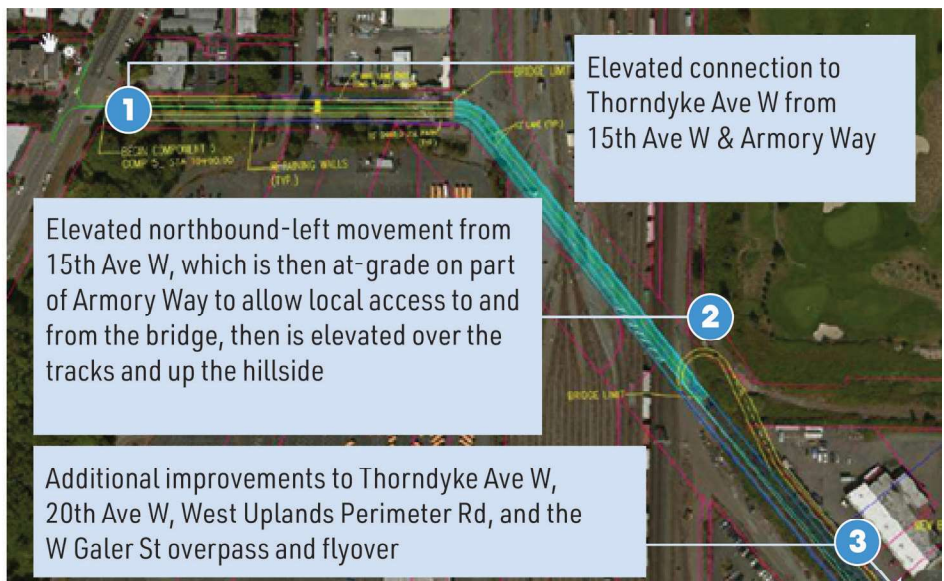 1
Elevated connection to
Thorndyke Ave W from
15th Ave W & Armory Way
BRIDGE LIMIT
BEGIN COMPONENT 5
RETAINING WALLS
(TYP.)
Elevated northbound-left movement from
15th Ave W, which is then at-grade on part
of Armory Way to allow local access to and
from the bridge, then is elevated over the
tracks and up the hillside
2
BRIDGE LIMIT
Additional improvements to Thorndyke Ave W,
20th Ave W, West Uplands Perimeter Rd, and the
W Galer St overpass and flyover
3